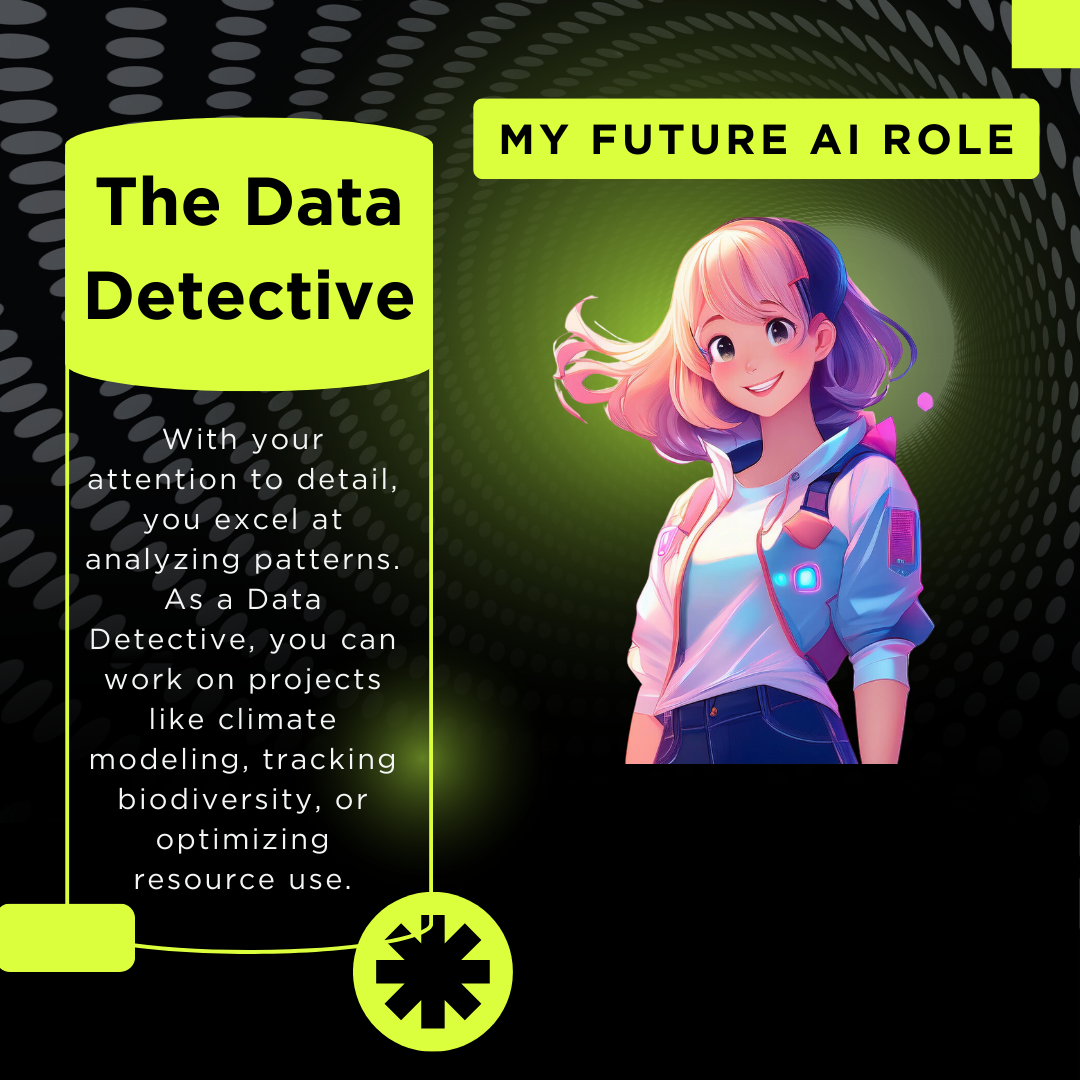 MY FUTURE AI ROLE
The Data
Detective
With your
attention to detail,
you excel at
analyzing patterns.
As a Data
Detective, you can
work on projects
like climate
modeling, tracking
biodiversity, or
optimizing
resource use.